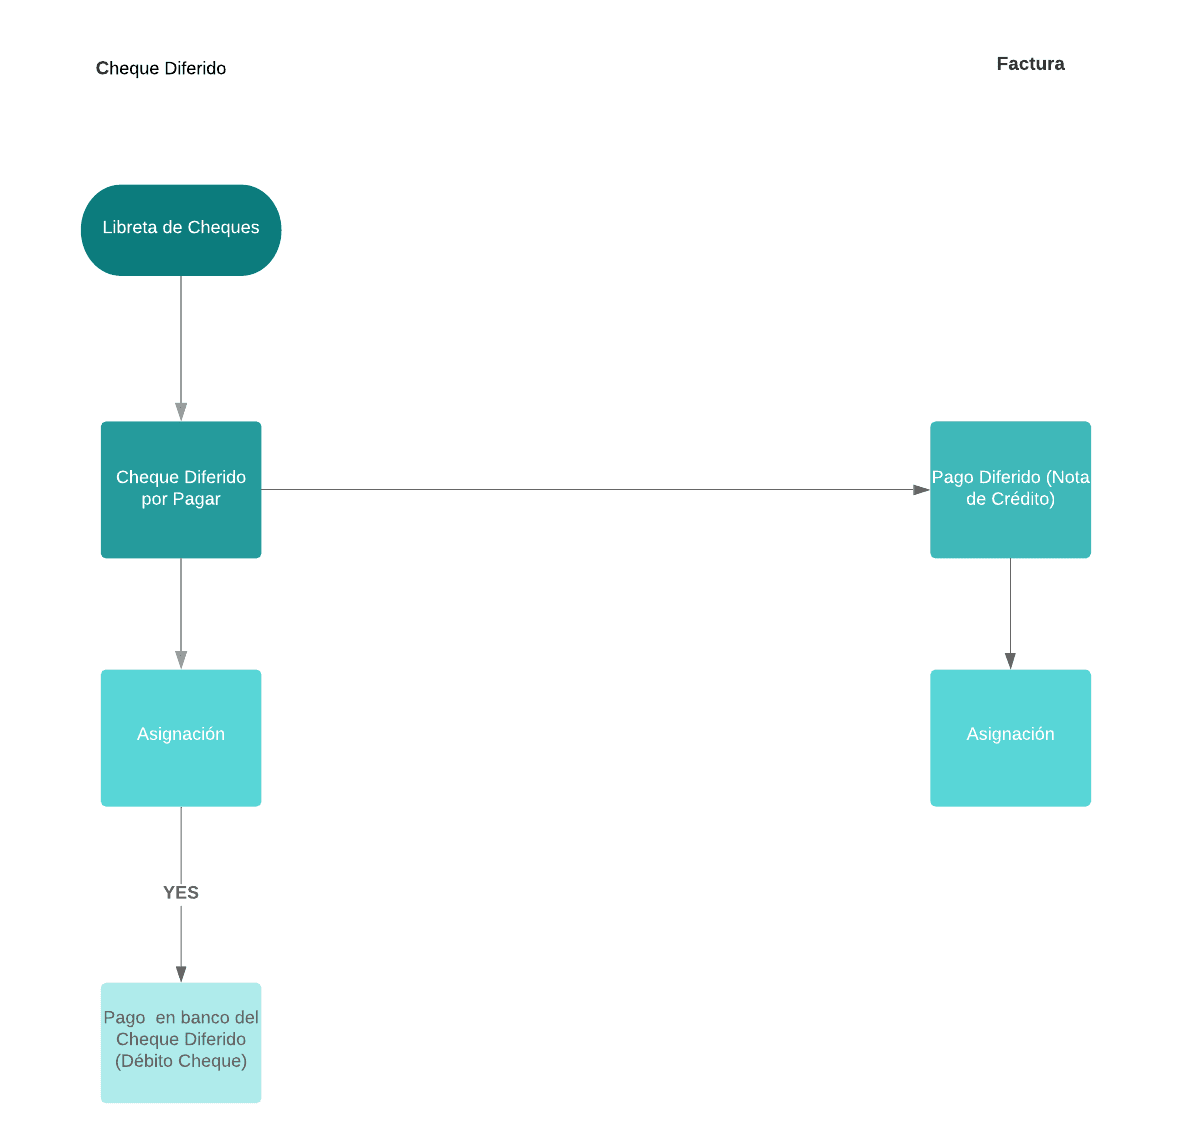 Cheque Diferido
Factura
Libreta de Cheques
Cheque Diferido
por Pagar
Pago Diferido (Nota
de Crédito)
Asignación
Asignación
YES
Pago  en banco del
Cheque Diferido
(Débito Cheque)